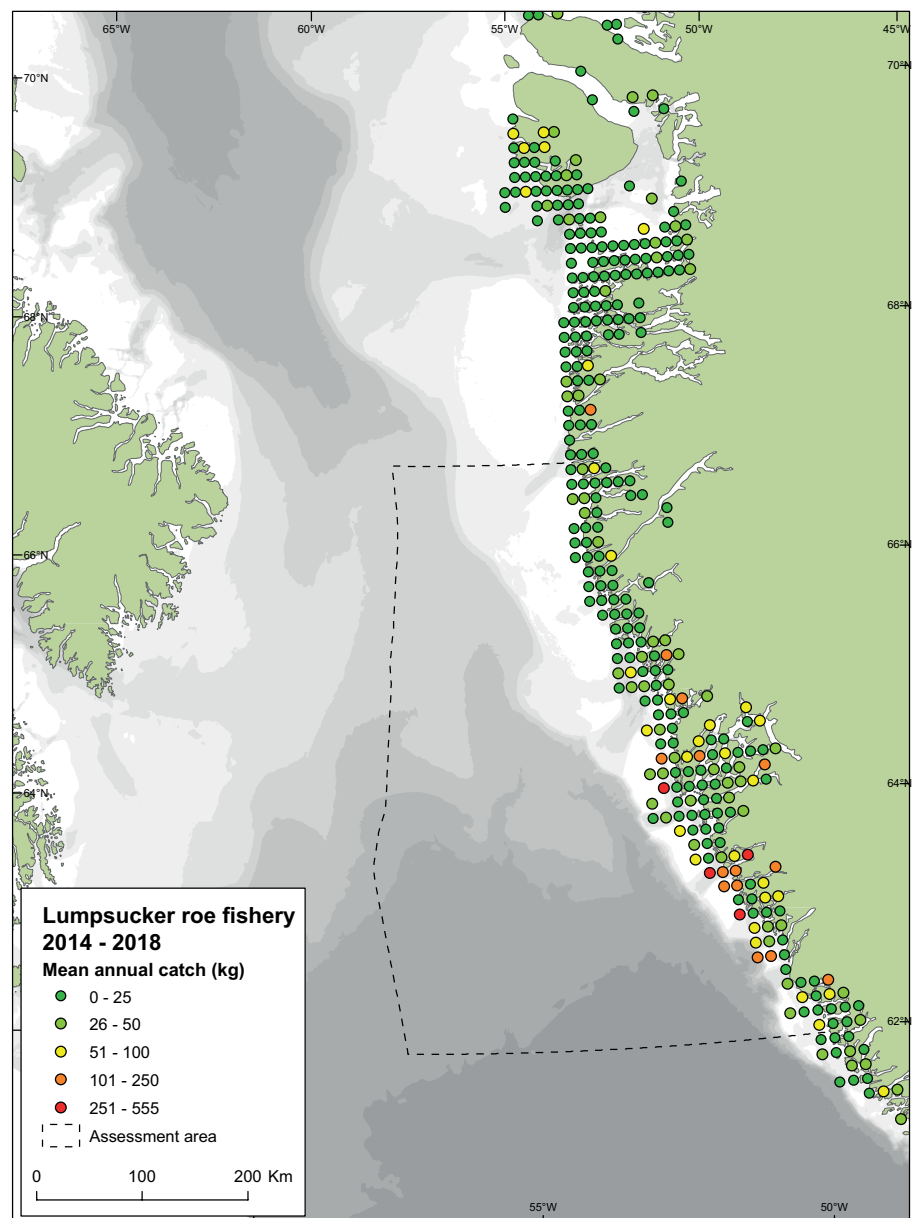 65°W 60°W 55°W 50°W 45°W
70°N 70°N
68°N 68°N
66°N 66°N
64°N 64°N
62°N
Lumpsucker roe fishery
2014 - 2018
Mean annual catch (kg)
0 - 25
26 - 50
51 - 100
101 - 250
251 - 555
Assessment area
0 100 200 Km
55°W 50°W